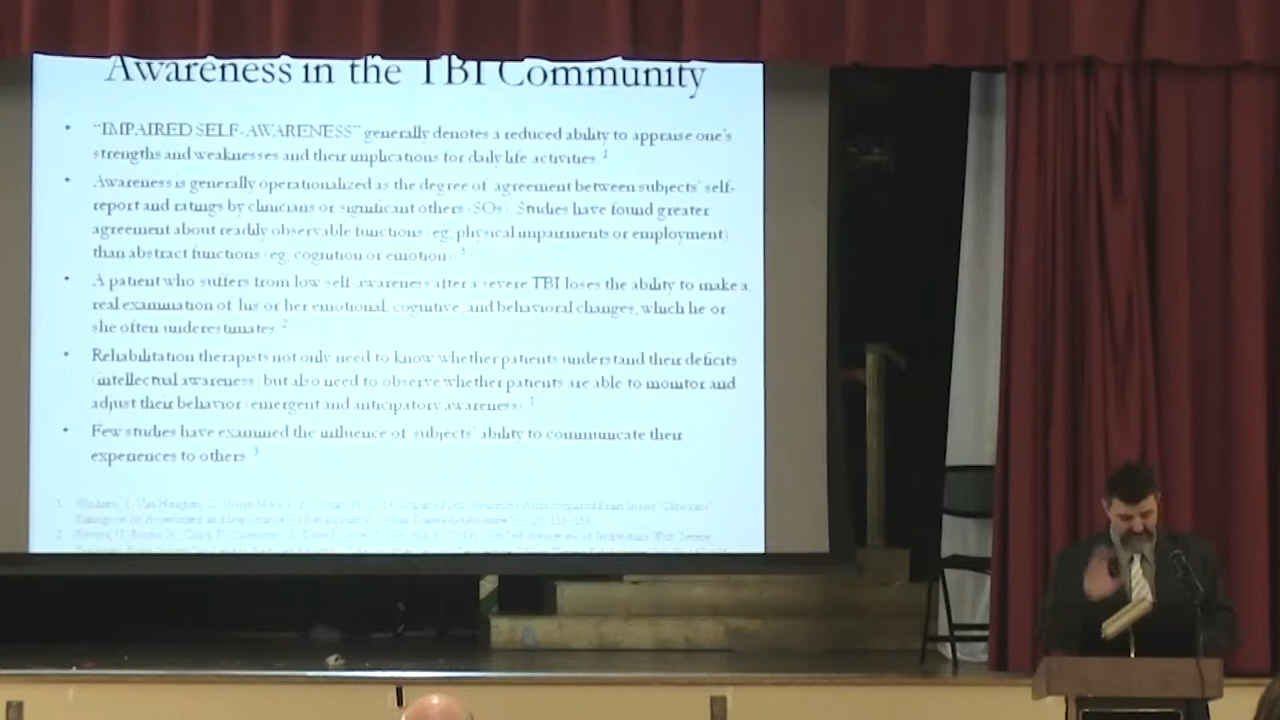 Awareness in the TBI Community
• "IMPAIRED SELF-AWARENESS" generally denotes a reduced ability to appraise one's
strengths and weaknesses and their implications for daily life activities. 1
• Awareness is generally operationalized as the degree of agreement between subjects' self-
report and ratings by clinicians or significant others (SOs). Studies have found greater
agreement about readily observable functions (eg, physical impairments or employment)
than abstract functions (eg, cognition or emotion). 3
• A patient who suffers from low self-awareness after a severe TBI loses the ability to make a
real examination of his or her emotional, cognitive, and behavioral changes, which he or
she often underestimates. 2
• Rehabilitation therapists not only need to know whether patients understand their deficits
(intellectual awareness) but also need to observe whether patients are able to monitor and
adjust their behavior (emergent and anticipatory awareness). 1
• Few studies have examined the influence of subjects' ability to communicate their
experiences to others. 3